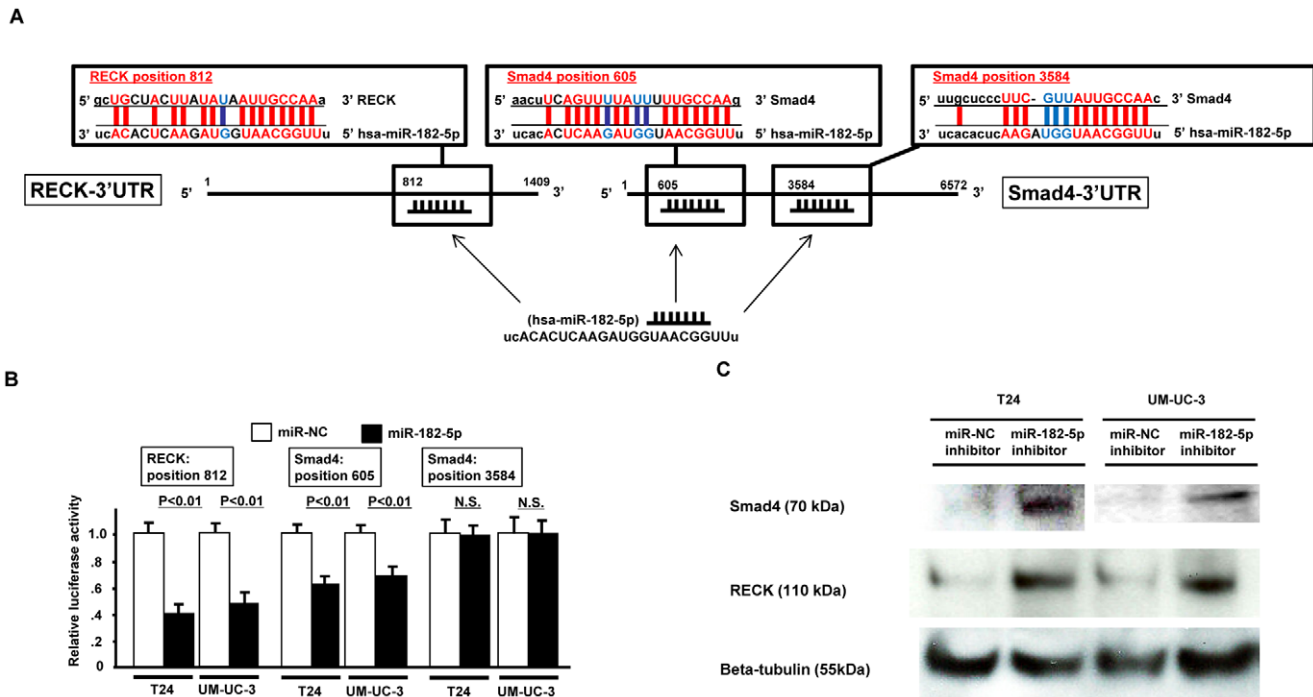 A
RECK position 812
5' gcUGCUACUUAUAUAAUUGCCAAa 3' RECK
3' ucACACUCAAGAUGGUAACGGUUu 5' hsa-miR-182-5p
Smad4 position 605
5' aacuUCAGUUUUAUUUUUGCCAAg 3' Smad4
3' ucacACUCAAGAUGGUAACGGUUu 5' hsa-miR-182-5p
Smad4 position 3584
5' uugcucccUUC- GUUAUUGCCAAc 3' Smad4
3' ucacacucAAGAUGGUAACGGUUu 5' hsa-miR-182-5p
RECK-3'UTR 5' 1 812 1409 3'
5' 1 605 3584 6572 3' Smad4-3'UTR
(hsa-miR-182-5p)
ucACACUCAAGAUGGUAACGGUUu
B
miR-NC miR-182-5p
RECK:
position 812
Smad4:
position 605
Smad4:
position 3584
P<0.01 P<0.01 P<0.01 P<0.01 N.S. N.S.
Relative luciferase activity
1.0
.8
.6
.4
.2
0
T24 UM-UC-3 T24 UM-UC-3 T24 UM-UC-3
C
T24 UM-UC-3
miR-NC inhibitor miR-182-5p inhibitor miR-NC inhibitor miR-182-5p inhibitor
Smad4 (70 kDa)
RECK (110 kDa)
Beta-tubulin (55kDa)